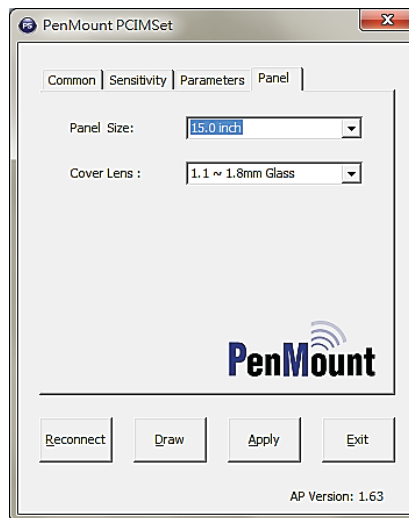 PenMount PCIMSet
Common Sensitivity Parameters Panel
Panel Size: 15.0 inch
Cover Lens : 1.1 ~ 1.8mm Glass
PenMount
Reconnect Draw Apply Exit
AP Version: 1.63